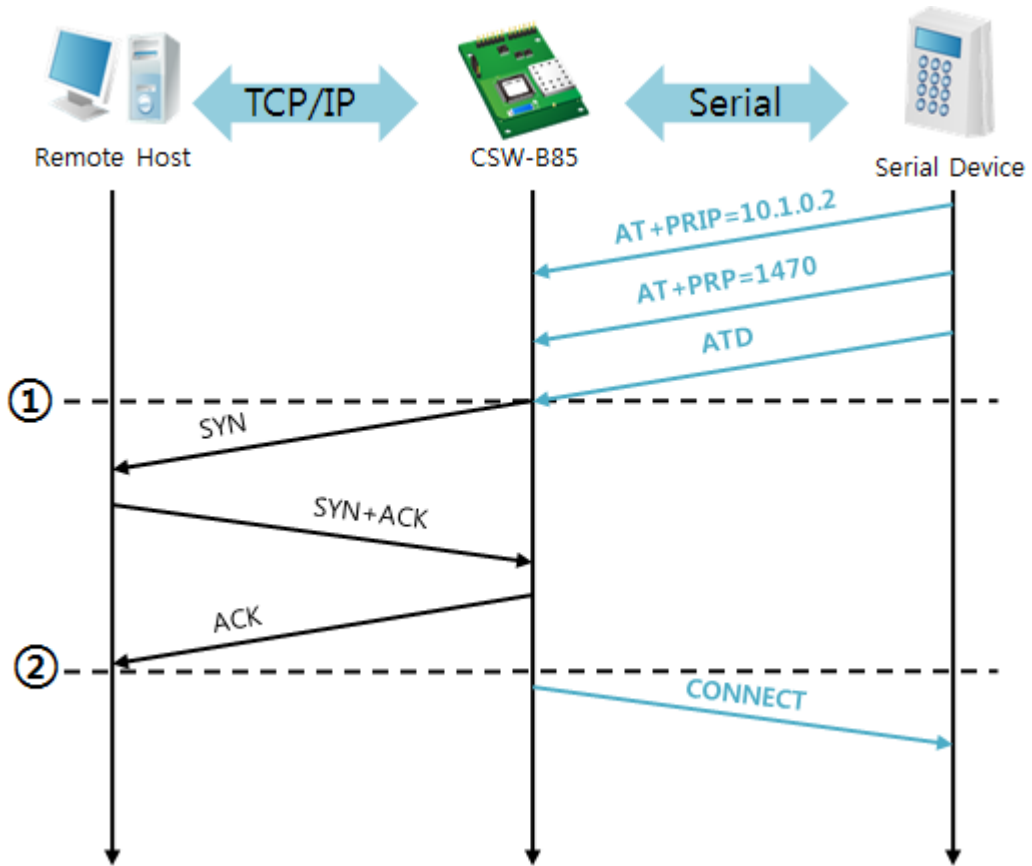 TCP/IP
Serial
Remote Host
CSW-B85
Serial Device
AT+PRIP=10.1.0.2
AT+PRP=1470
ATD
①
SYN
SYN+ACK
ACK
②
CONNECT